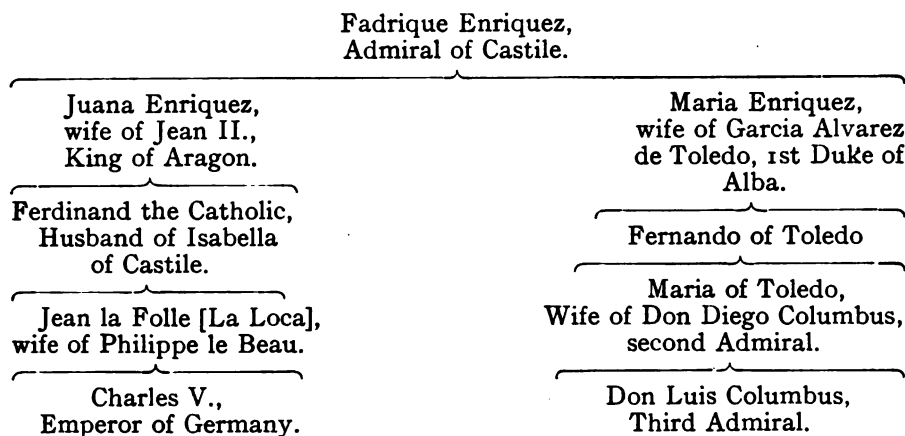 Fadrique Enriquez,
Admiral of Castile.
Juana Enriquez,
wife of Jean II.,
King of Aragon.
Ferdinand the Catholic,
Husband of Isabella
of Castile.
Jean la Folle [La Loca],
wife of Philippe le Beau.
Charles V.,
Emperor of Germany.
Maria Enriquez,
wife of Garcia Alvarez
de Toledo, 1st Duke of
Alba.
Fernando of Toledo
Maria of Toledo,
Wife of Don Diego Columbus,
second Admiral.
Don Luis Columbus,
Third Admiral.